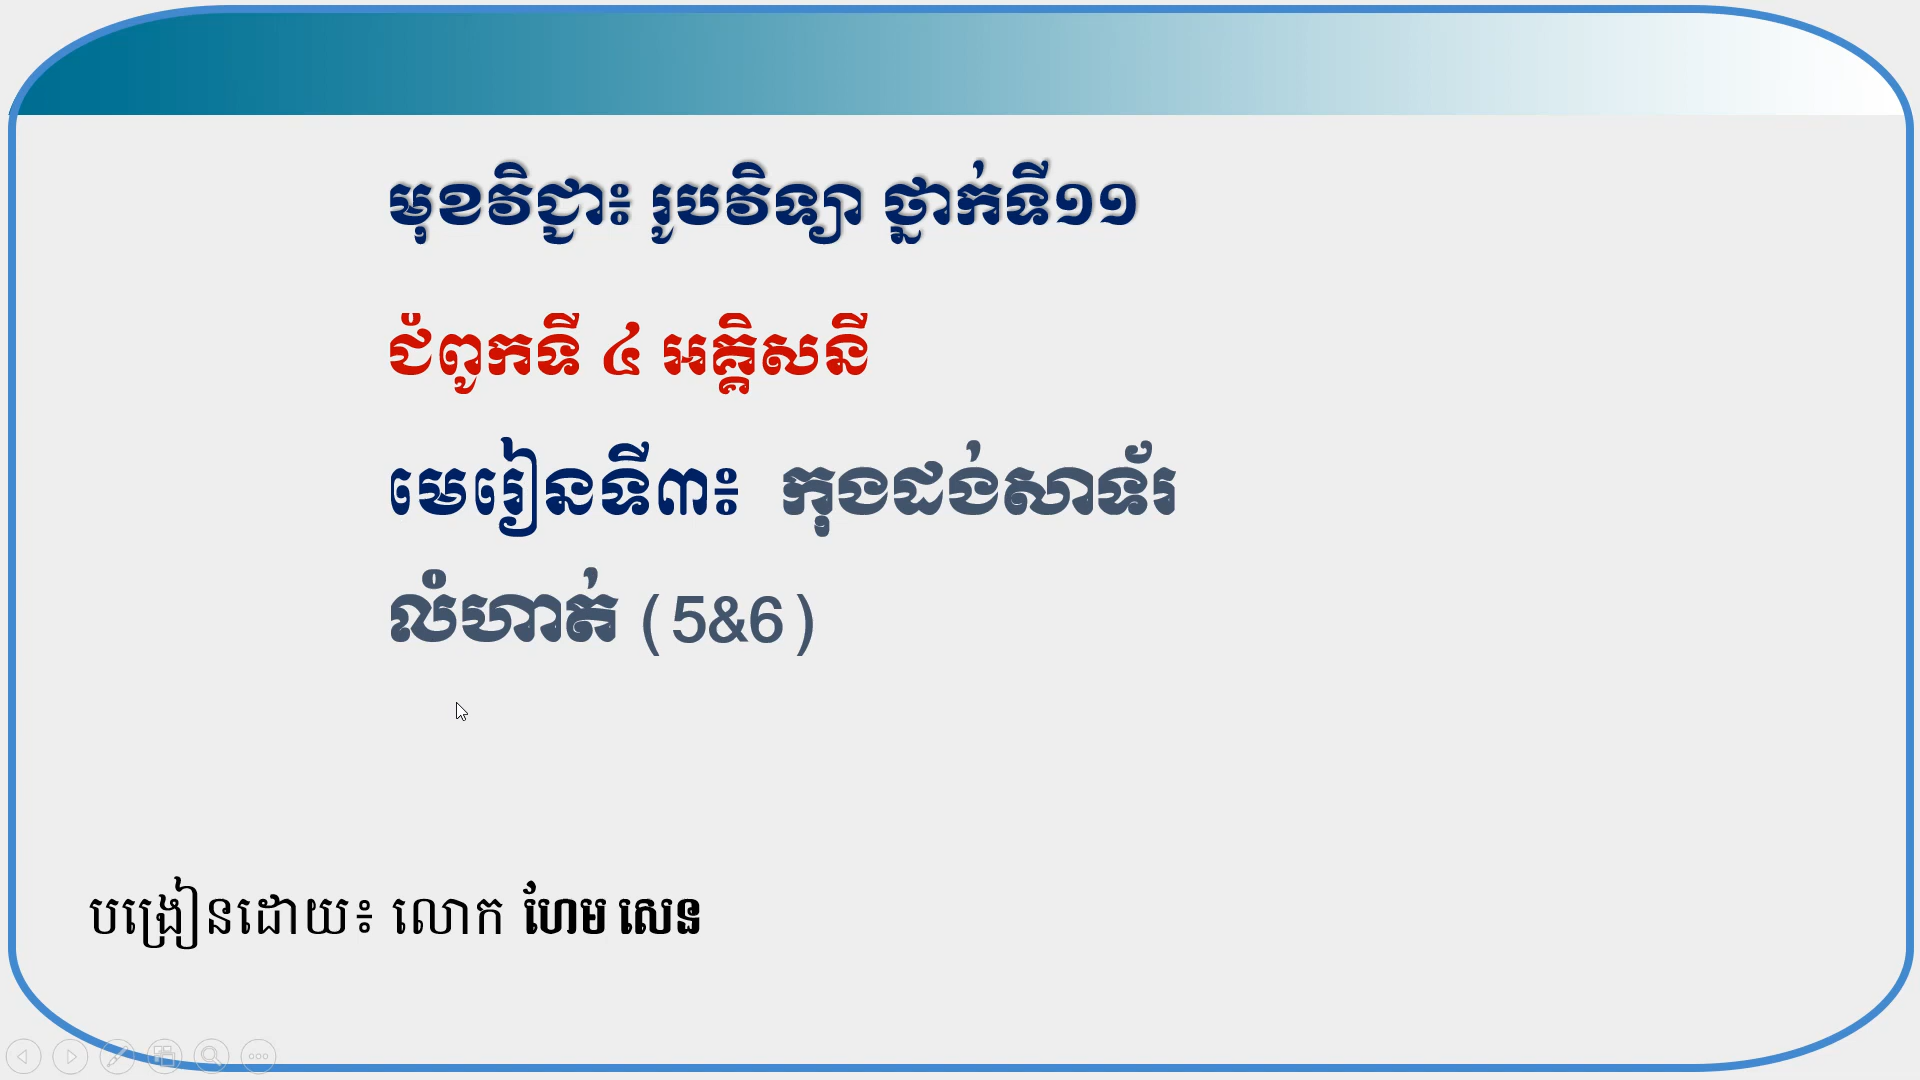 មុខវិជ្ជា៖ រូបវិទ្យា ថ្នាក់ទី១១
ជំពូកទី ៤ អគ្គិសនី
មេរៀនទី៣៖ កុងដង់សាទ័រ
លំហាត់ (5&6)
បង្រៀនដោយ៖ លោក ហែម សេន